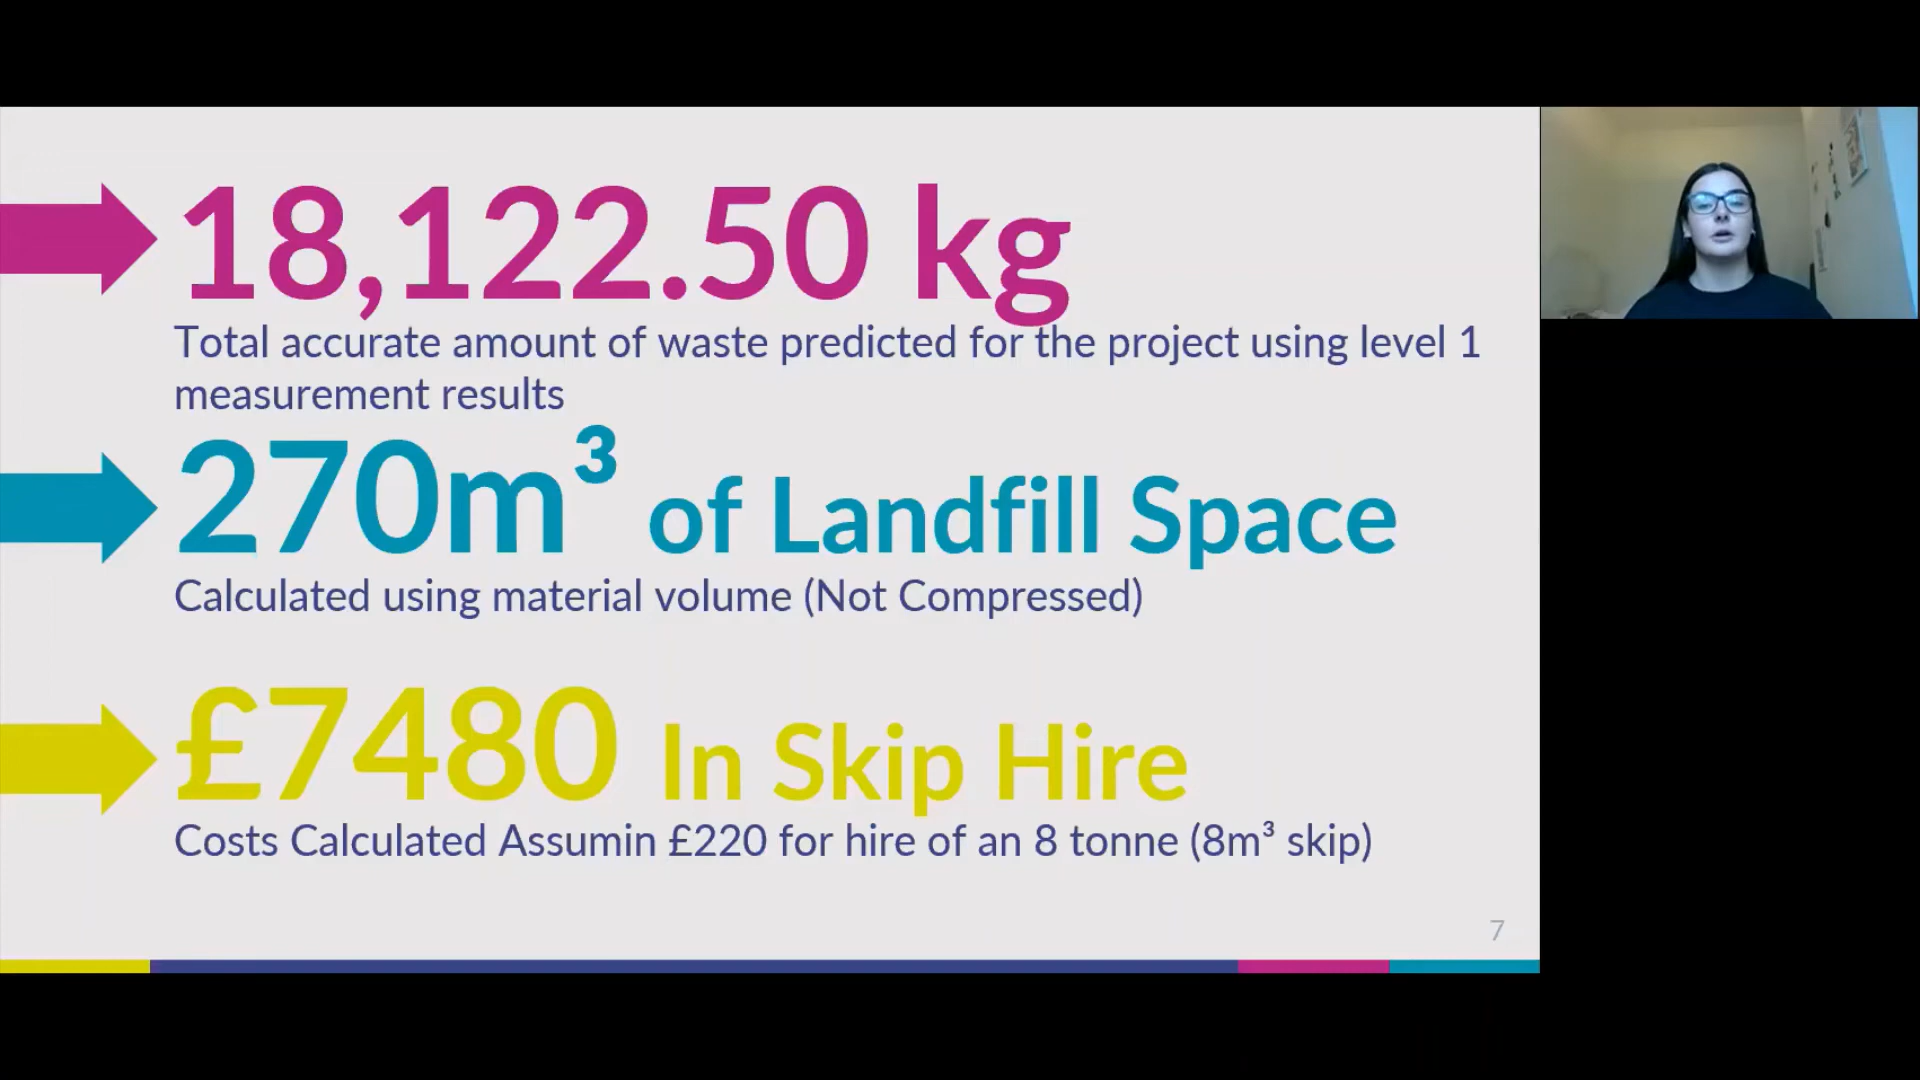 18,122.50 kg
Total accurate amount of waste predicted for the project using level 1
measurement results
270m³ of Landfill Space
Calculated using material volume (Not Compressed)
£7480 In Skip Hire
Costs Calculated Assumin £220 for hire of an 8 tonne (8m³ skip)
7